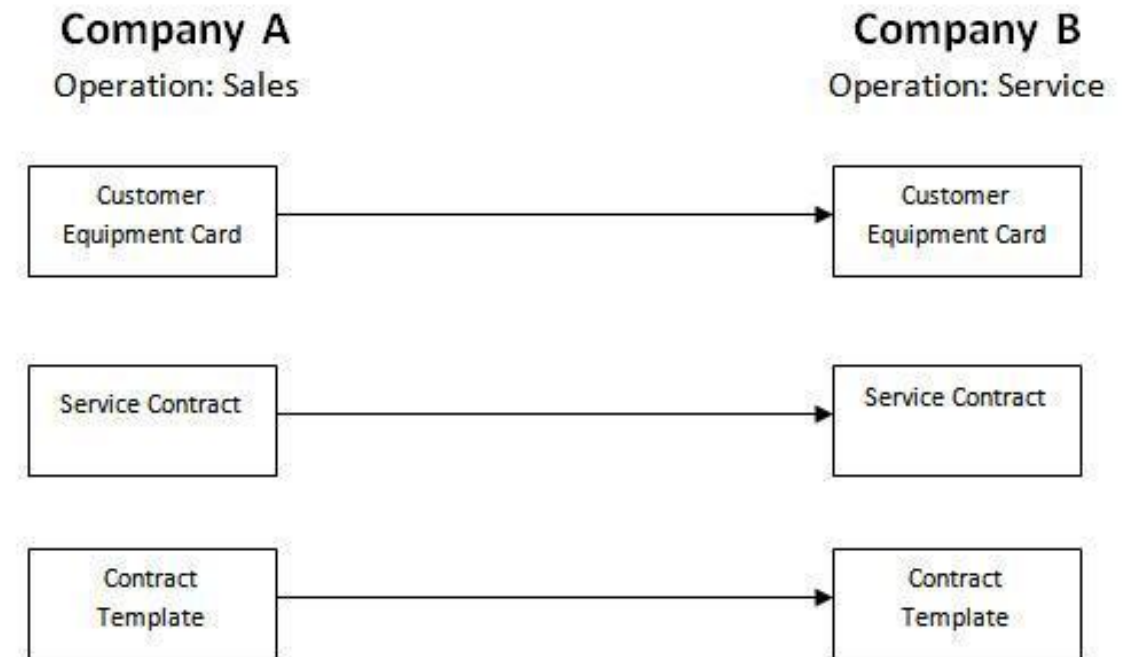 Company A
Operation: Sales
Company B
Operation: Service
Customer
Equipment Card
Customer
Equipment Card
Service Contract
Service Contract
Contract
Template
Contract
Template